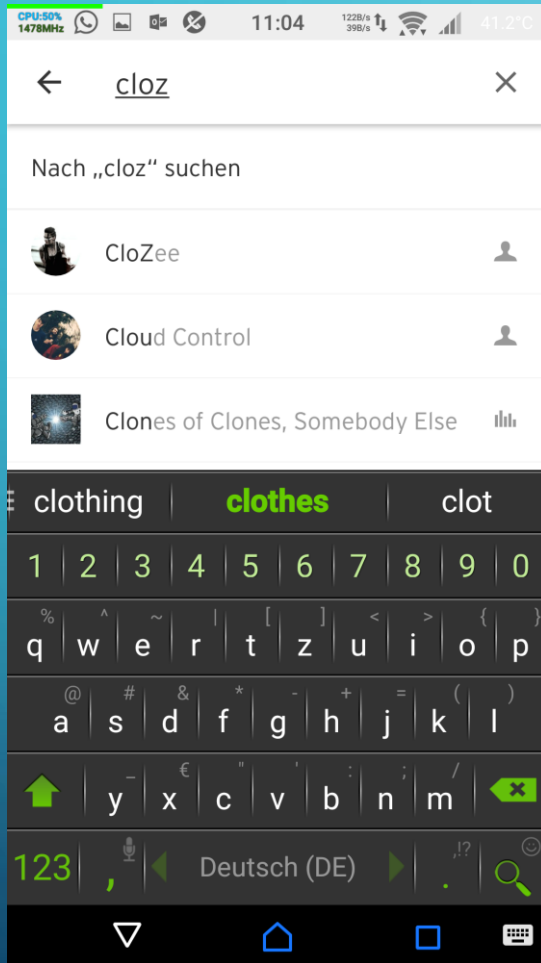 CPU:50%
1478MHz
11:04
122B/s
39B/s
41.2°C
cloz
Nach „cloz“ suchen
CloZee
Cloud Control
Clones of Clones, Somebody Else
clothing clothes clot
1 2 3 4 5 6 7 8 9 0
% ^ ~ | [ ] < > { }
q w e r t z u i o p
@ # & * - + = ( )
a s d f g h j k l
_ € " ' : ; /
y x c v b n m
,!?
123 , Deutsch (DE) .